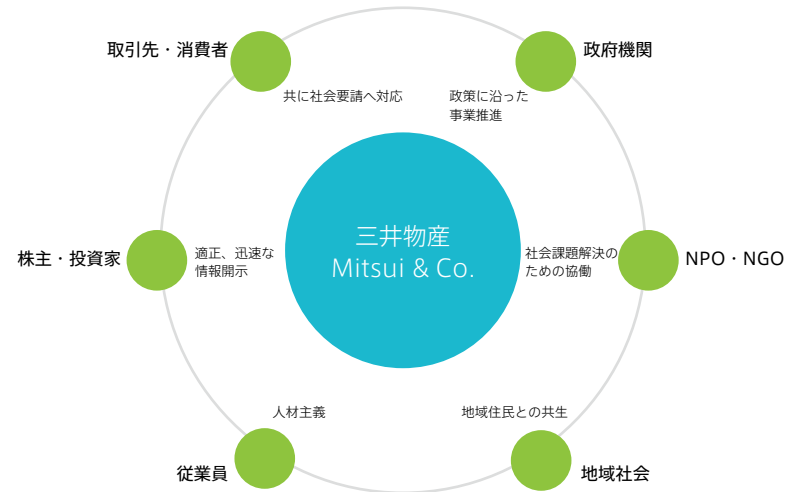 取引先・消費者
政府機関
共に社会要請へ対応
政策に沿った
事業推進
三井物産
Mitsui & Co.
株主・投資家
適正、迅速な
情報開示
社会課題解決の
ための協働
NPO・NGO
人材主義
地域住民との共生
従業員
地域社会